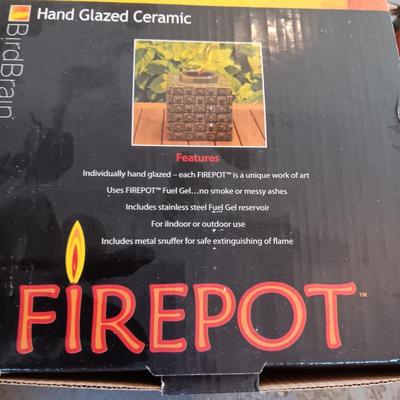 Hand Glazed Ceramic
BirdBrain
Features
Individually hand glazed – each FIREPOT™ is a unique work of art
Uses FIREPOT™ Fuel Gel...no smoke or messy ashes
Includes stainless steel Fuel Gel reservoir
For indoor or outdoor use
Includes metal snuffer for safe extinguishing of flame
FIREPOT™